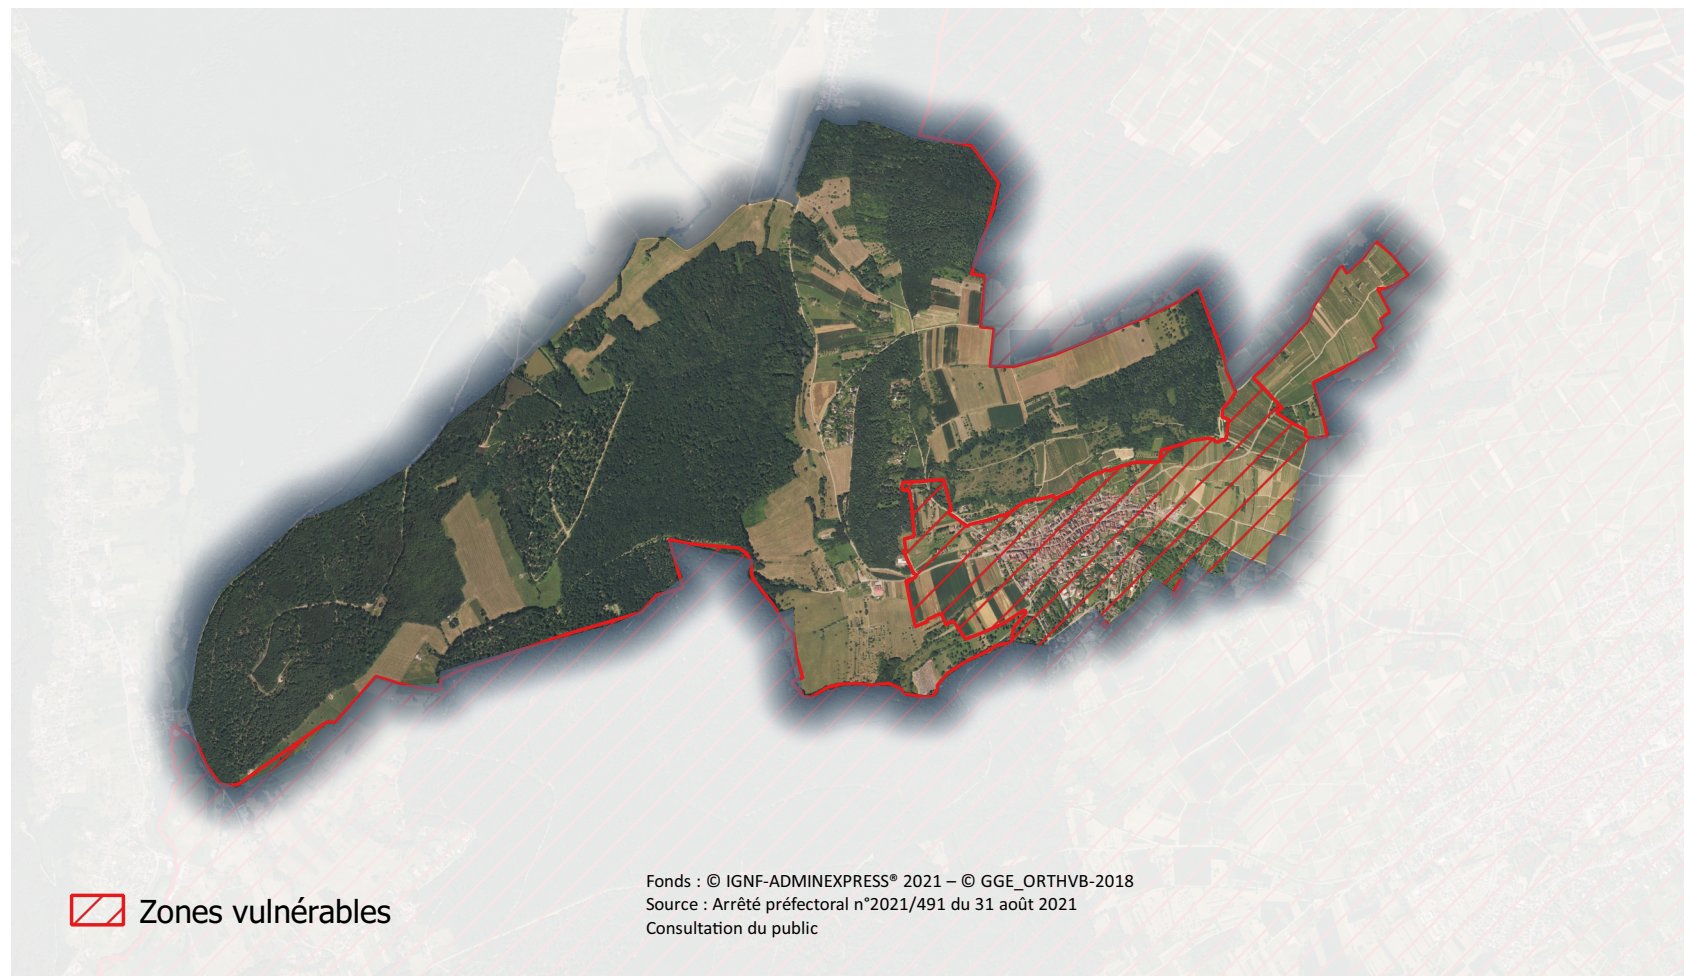 Zones vulnérables
Fonds : © IGNF-ADMINEXPRESS® 2021 – © GGE_ORTHVB-2018
Source : Arrêté préfectoral n°2021/491 du 31 août 2021
Consultation du public